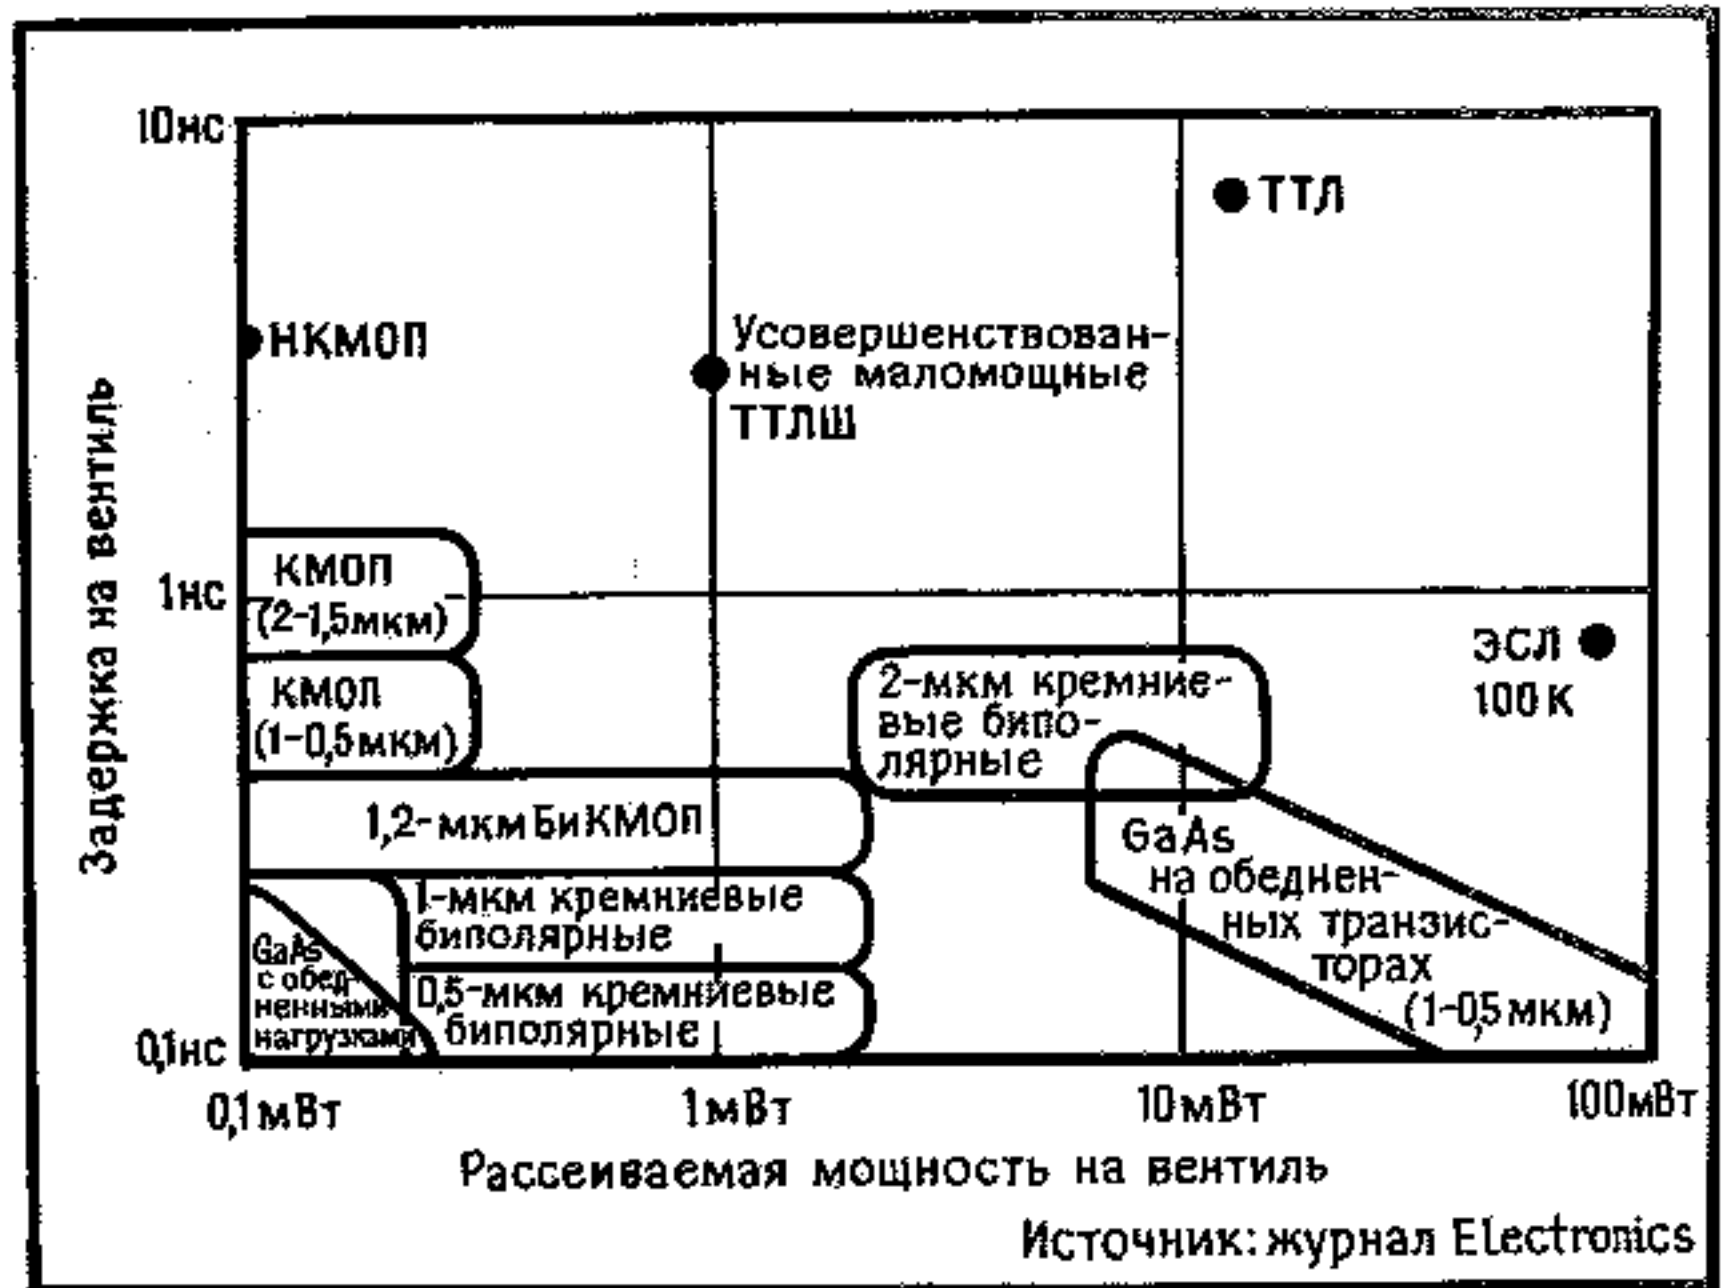 10нс
ТТЛ
НКМОП
Усовершенствован-
ные маломощные
ТТЛШ
Задержка на вентиль
КМОП
(2-1,5мкм)
1нс
ЭСЛ
100К
КМОП
(1-0,5мкм)
2-мкм кремние-
вые бипо-
лярные
1,2-мкм БиКМОП
GaAs
на обеднен-
ных транзис-
торах
(1-0,5мкм)
1-мкм кремниевые
биполярные
GaAs
с обед-
ненными
нагрузками
0,5-мкм кремниевые
биполярные
0,1нс
0,1мВт
1мВт
10мВт
100мВт
Рассеиваемая мощность на вентиль
Источник: журнал Electronics